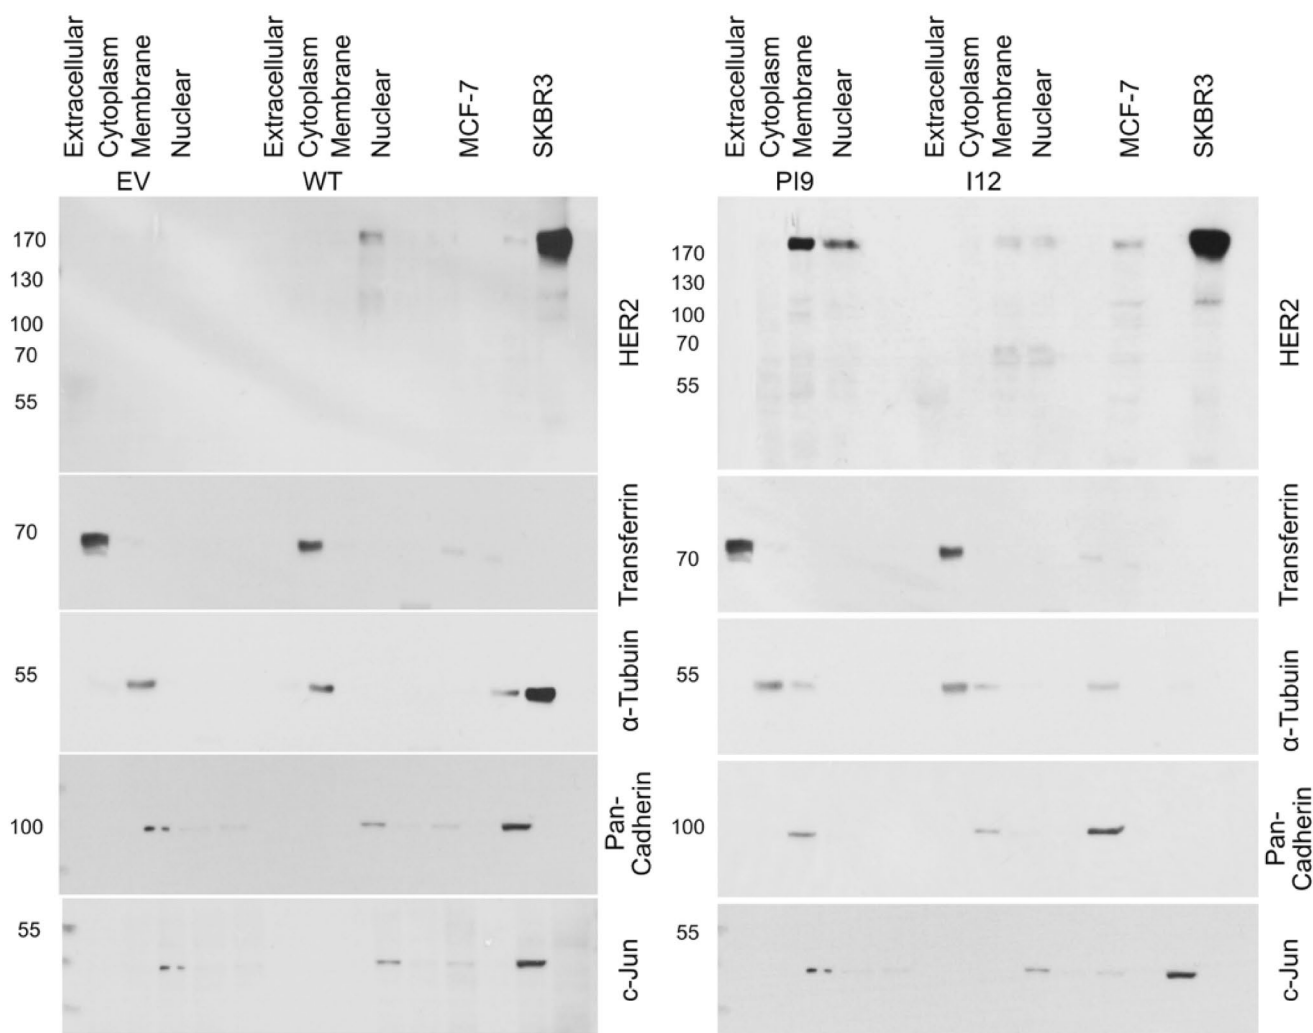 Extracellular
Cytoplasm
Membrane
Nuclear
Extracellular
Cytoplasm
Membrane
Nuclear
MCF-7
SKBR3
EV
WT
170
130
100
70
55
HER2
70
Transferrin
55
α-Tubuin
100
Pan-
Cadherin
55
c-Jun
Extracellular
Cytoplasm
Membrane
Nuclear
Extracellular
Cytoplasm
Membrane
Nuclear
MCF-7
SKBR3
PI9
I12
170
130
100
70
55
HER2
70
Transferrin
55
α-Tubuin
100
Pan-
Cadherin
55
c-Jun